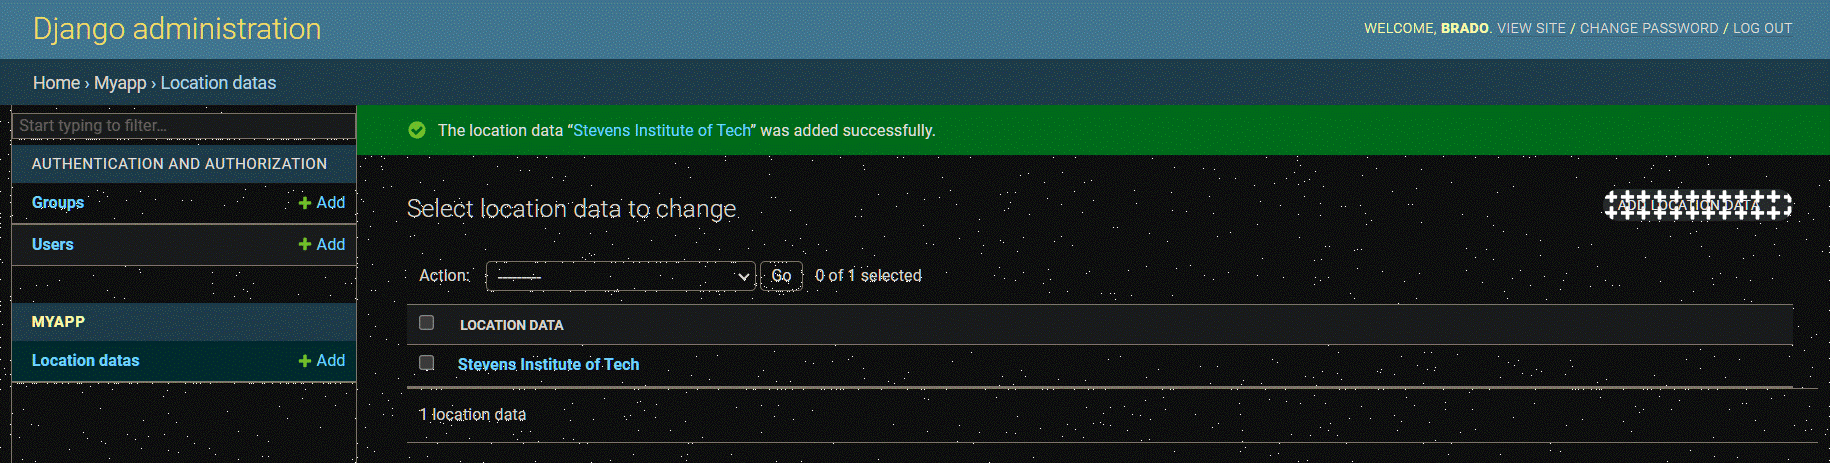 Django administration
WELCOME, BRADO. VIEW SITE / CHANGE PASSWORD / LOG OUT
Home › Myapp › Location datas
Start typing to filter...
AUTHENTICATION AND AUTHORIZATION
Groups + Add
Users + Add
MYAPP
Location datas + Add
The location data “Stevens Institute of Tech” was added successfully.
Select location data to change
ADD LOCATION DATA
Action: --------- Go 0 of 1 selected
LOCATION DATA
Stevens Institute of Tech
1 location data